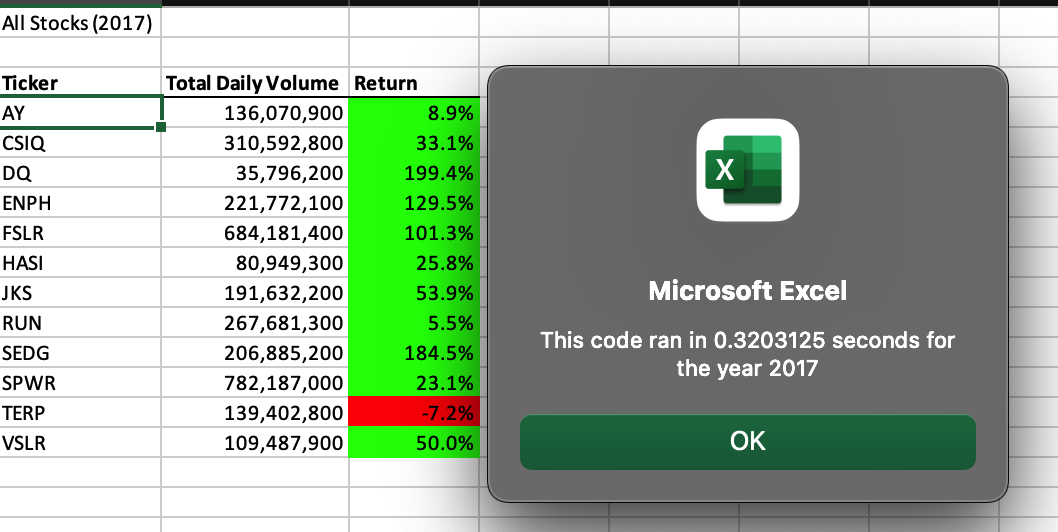 All Stocks (2017)
Ticker Total Daily Volume Return
AY 136,070,900 8.9%
CSIQ 310,592,800 33.1%
DQ 35,796,200 199.4%
ENPH 221,772,100 129.5%
FSLR 684,181,400 101.3%
HASI 80,949,300 25.8%
JKS 191,632,200 53.9%
RUN 267,681,300 5.5%
SEDG 206,885,200 184.5%
SPWR 782,187,000 23.1%
TERP 139,402,800 -7.2%
VSLR 109,487,900 50.0%
X
Microsoft Excel
This code ran in 0.3203125 seconds for
the year 2017
OK